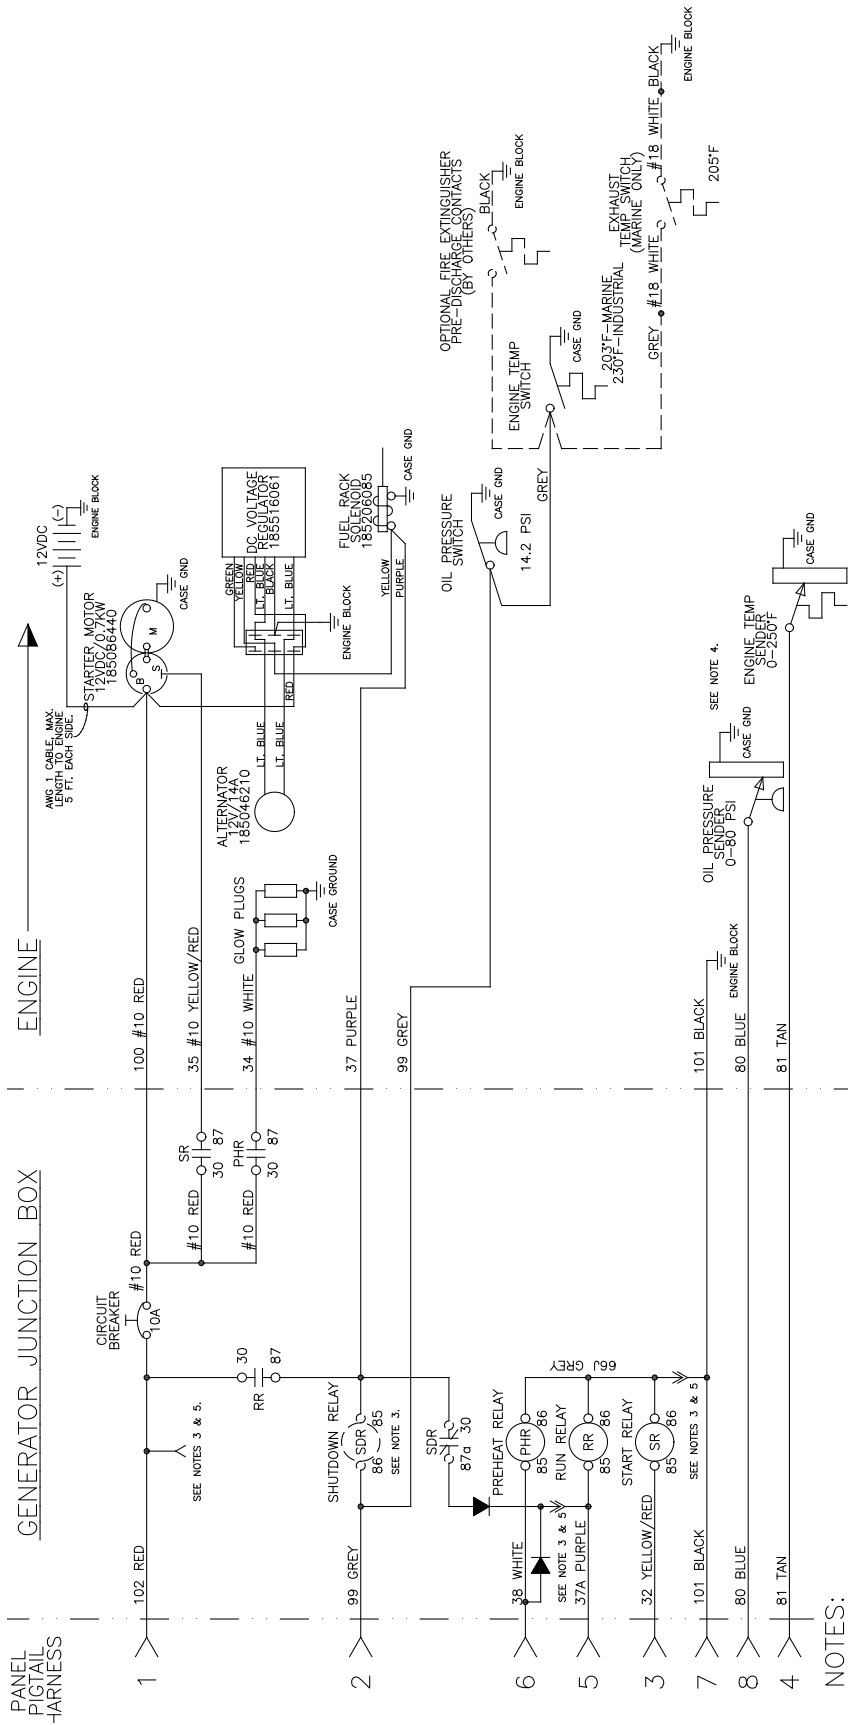 PANEL
PIGTAIL
HARNESS
GENERATOR JUNCTION BOX
ENGINE
1
102 RED
SEE NOTES 3 & 5.
CIRCUIT
BREAKER
10A
#10 RED
100 #10 RED
AWG 1 CABLE, MAX.
LENGTH TO ENGINE
5 FT. EACH SIDE.
STARTER MOTOR
12VDC/0.7KW
185086440
B
S
M
CASE GND
12VDC
(+)
(-)
ENGINE BLOCK
#10 RED
SR
30
87
35 #10 YELLOW/RED
#10 RED
PHR
30
87
34 #10 WHITE
GLOW PLUGS
CASE GROUND
ALTERNATOR
12V/14A
185046210
LT. BLUE
LT. BLUE
RED
GREEN
YELLOW
RED
LT. BLUE
BLACK
LT. BLUE
DC VOLTAGE
REGULATOR
185516061
ENGINE BLOCK
30
87
RR
2
99 GREY
SHUTDOWN RELAY
SDR
86
85
SEE NOTE 3.
37 PURPLE
YELLOW
PURPLE
FUEL RACK
SOLENOID
185206085
CASE GND
99 GREY
SDR
87a
30
OIL PRESSURE
SWITCH
CASE GND
14.2 PSI
GREY
ENGINE TEMP
SWITCH
CASE GND
203°F-MARINE
230°F-INDUSTRIAL
OPTIONAL FIRE EXTINGUISHER
PRE-DISCHARGE CONTACTS
(BY OTHERS)
BLACK
ENGINE BLOCK
GREY
#18 WHITE
EXHAUST
TEMP SWITCH
(MARINE ONLY)
#18 WHITE
BLACK
ENGINE BLOCK
205°F
6
38 WHITE
PREHEAT RELAY
PHR
85
86
SEE NOTE 3 & 5
66J GREY
5
37A PURPLE
RUN RELAY
RR
85
86
3
32 YELLOW/RED
START RELAY
SR
85
86
SEE NOTES 3 & 5
7
101 BLACK
101 BLACK
ENGINE BLOCK
8
80 BLUE
80 BLUE
OIL PRESSURE
SENDER
0-80 PSI
CASE GND
SEE NOTE 4.
4
81 TAN
81 TAN
ENGINE TEMP
SENDER
0-250°F
CASE GND
NOTES: